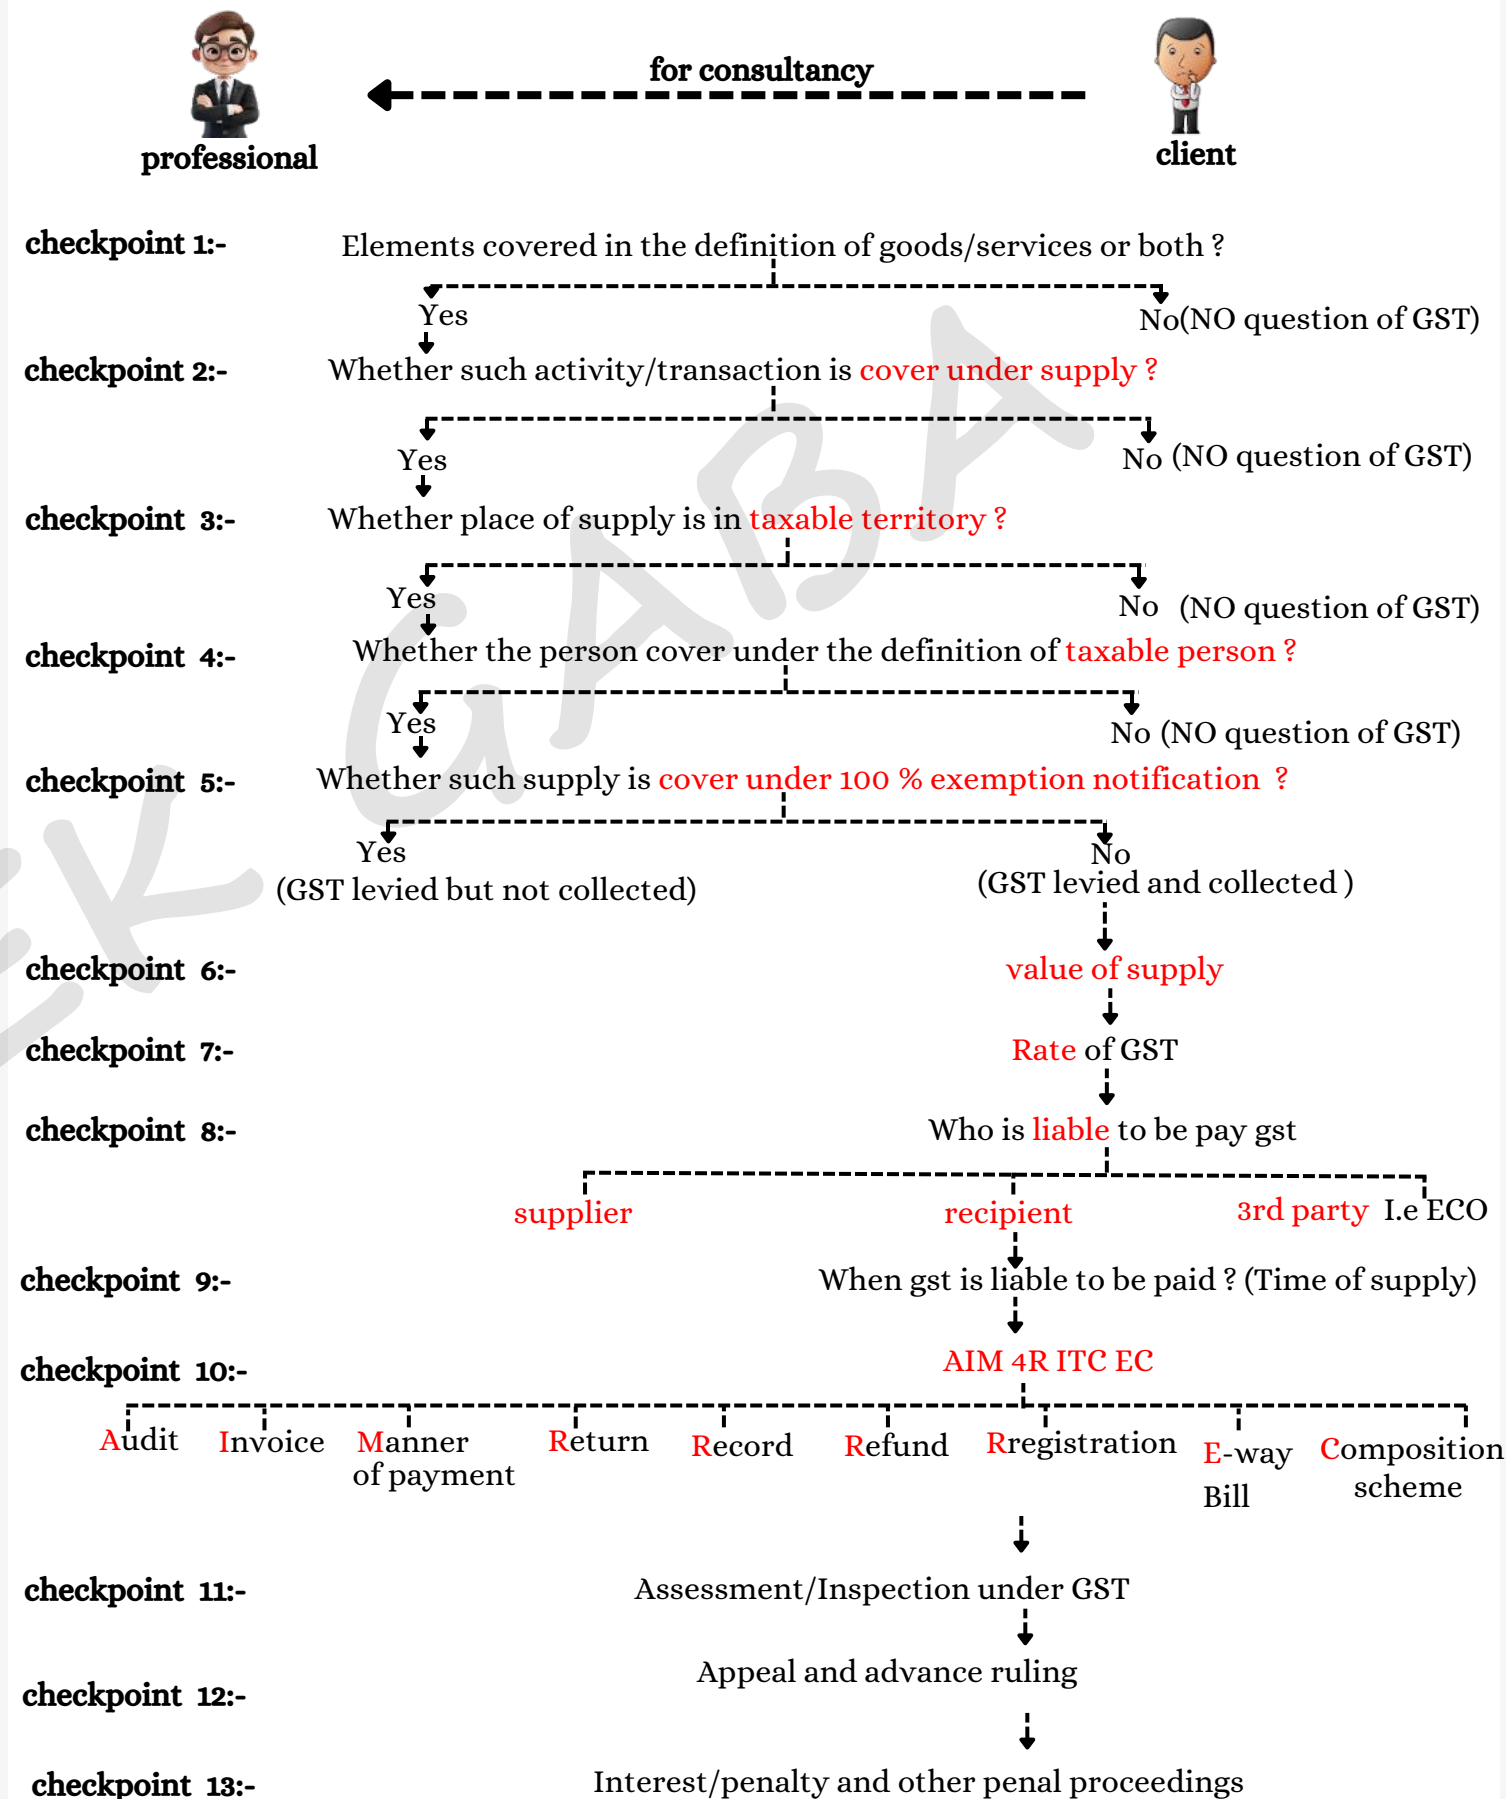 for consultancy
professional
client
checkpoint 1:- Elements covered in the definition of goods/services or both ?
Yes
No(NO question of GST)
checkpoint 2:- Whether such activity/transaction is cover under supply ?
Yes
No (NO question of GST)
checkpoint 3:- Whether place of supply is in taxable territory ?
Yes
No (NO question of GST)
checkpoint 4:- Whether the person cover under the definition of taxable person ?
Yes
No (NO question of GST)
checkpoint 5:- Whether such supply is cover under 100 % exemption notification ?
Yes
No
(GST levied but not collected)
(GST levied and collected )
checkpoint 6:- value of supply
checkpoint 7:- Rate of GST
checkpoint 8:- Who is liable to be pay gst
supplier
recipient
3rd party I.e ECO
checkpoint 9:- When gst is liable to be paid ? (Time of supply)
checkpoint 10:- AIM 4R ITC EC
Audit
Invoice
Manner
of payment
Return
Record
Refund
Rregistration
E-way
Bill
Composition
scheme
checkpoint 11:- Assessment/Inspection under GST
checkpoint 12:- Appeal and advance ruling
checkpoint 13:- Interest/penalty and other penal proceedings
EK GABA